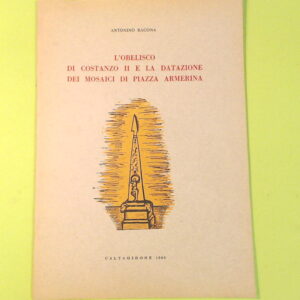 ANTONINO RAGONA
L'OBELISCO
DI COSTANZO II E LA DATAZIONE
DEI MOSAICI DI PIAZZA ARMERINA
CALTAGIRONE